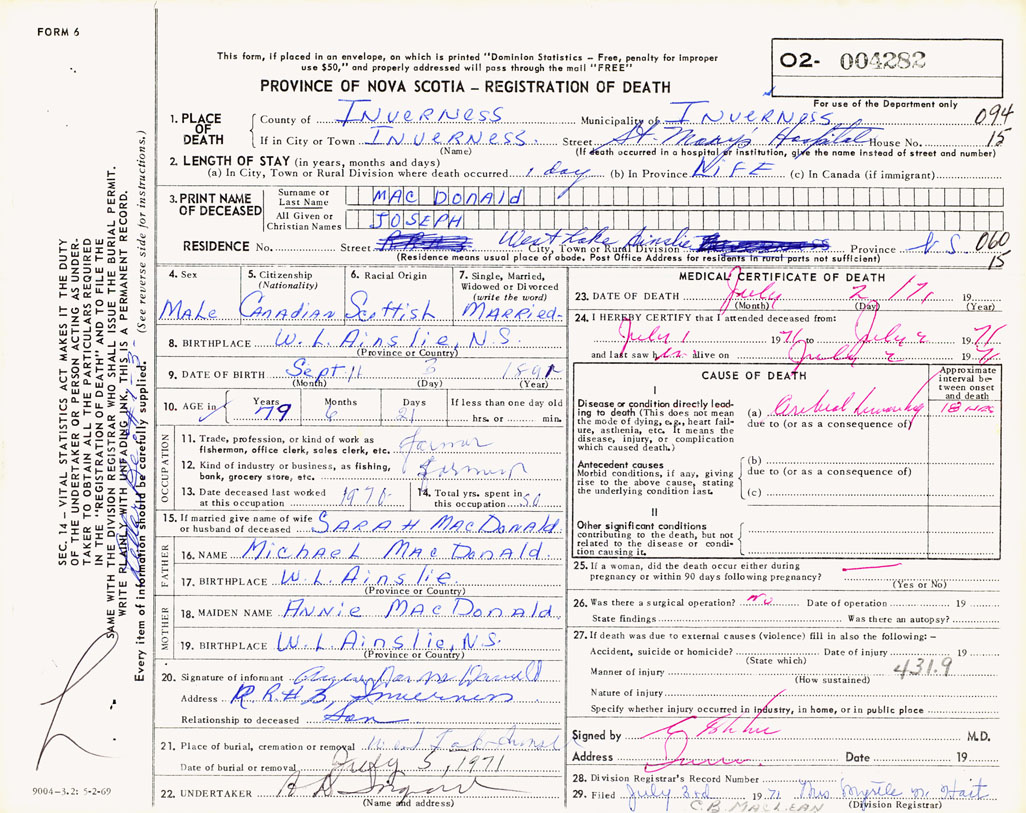 FORM 6
This form, if placed in an envelope, on which is printed "Dominion Statistics – Free, penalty for improper
use $50," and properly addressed will pass through the mail "FREE"
PROVINCE OF NOVA SCOTIA – REGISTRATION OF DEATH
O2- 004282
For use of the Department only
1. PLACE OF DEATH
County of INVERNESS Municipality of INVERNESS 094
If in City or Town INVERNESS. Street St. Mary's Hospital House No. 15
(Name) (If death occurred in a hospital or institution, give the name instead of street and number)
2. LENGTH OF STAY (in years, months and days)
(a) In City, Town or Rural Division where death occurred 1 day (b) In Province LIFE (c) In Canada (if immigrant)
3. PRINT NAME OF DECEASED
Surname or Last Name MAC DONALD
All Given or Christian Names JOSEPH
RESIDENCE No. Street West Lake Ainslie City, Town or Rural Division Province N S 060
(Residence means usual place of abode. Post Office Address for residents in rural parts not sufficient) 15
4. Sex Male
5. Citizenship (Nationality) Canadian
6. Racial Origin Scottish
7. Single, Married, Widowed or Divorced (write the word) Married
8. BIRTHPLACE W. L. Ainslie, N.S.
(Province or Country)
9. DATE OF BIRTH Sept 11
(Month) (Day) (Year)
10. AGE in Years 79 Months 6 Days 21 If less than one day old hrs. or min.
OCCUPATION
11. Trade, profession, or kind of work as
fisherman, office clerk, sales clerk, etc. farmer
12. Kind of industry or business, as fishing,
bank, grocery store, etc. farming
13. Date deceased last worked
at this occupation 1970
14. Total yrs. spent in
this occupation 50
15. If married give name of wife
or husband of deceased SARAH MacDonald
FATHER
16. NAME Michael MacDonald.
17. BIRTHPLACE W. L. Ainslie.
(Province or Country)
MOTHER
18. MAIDEN NAME Annie MacDonald
19. BIRTHPLACE W. L Ainslie, N.S.
(Province or Country)
20. Signature of informant
Address R R # 3, Inverness
Relationship to deceased Son
21. Place of burial, cremation or removal West Lake Ainslie
Date of burial or removal July 5, 1971
22. UNDERTAKER
(Name and address)
MEDICAL CERTIFICATE OF DEATH
23. DATE OF DEATH July 2 /71 19
(Month) (Day) (Year)
24. I HEREBY CERTIFY that I attended deceased from:
July 1 1971 to July 2 1971
and last saw him alive on July 2 1971
CAUSE OF DEATH
Approximate interval between onset and death
I
Disease or condition directly leading to death (This does not mean the mode of dying, e.g., heart failure, asthenia, etc. It means the disease, injury, or complication which caused death.)
(a) Cerebral hemorrhage 18 hrs
due to (or as a consequence of)
Antecedent causes
Morbid conditions, if any, giving rise to the above cause, stating the underlying condition last.
(b)
due to (or as a consequence of)
(c)
II
Other significant conditions contributing to the death, but not related to the disease or condition causing it.
25. If a woman, did the death occur either during
pregnancy or within 90 days following pregnancy?
(Yes or No)
26. Was there a surgical operation? no Date of operation 19
State findings Was there an autopsy?
27. If death was due to external causes (violence) fill in also the following: –
Accident, suicide or homicide? Date of injury 19
(State which)
Manner of injury 431.9
(How sustained)
Nature of injury
Specify whether injury occurred in industry, in home, or in public place
Signed by M.D.
Address Date 19
28. Division Registrar's Record Number
29. Filed July 3rd 1971 Mrs Myrtle M. Hait
C.B. MACLEAN (Division Registrar)
9004-3.2: 5-2-69
SEC. 14 – VITAL STATISTICS ACT MAKES IT THE DUTY
OF THE UNDERTAKER OR PERSON ACTING AS UNDERTAKER TO OBTAIN ALL THE PARTICULARS REQUIRED
IN THE "REGISTRATION OF DEATH" AND TO FILE THE
SAME WITH THE DIVISION REGISTRAR WHO SHALL ISSUE THE BURIAL PERMIT.
WRITE PLAINLY WITH UNFADING INK, THIS IS A PERMANENT RECORD.
Every item of information should be carefully supplied. (See reverse side for instructions.)